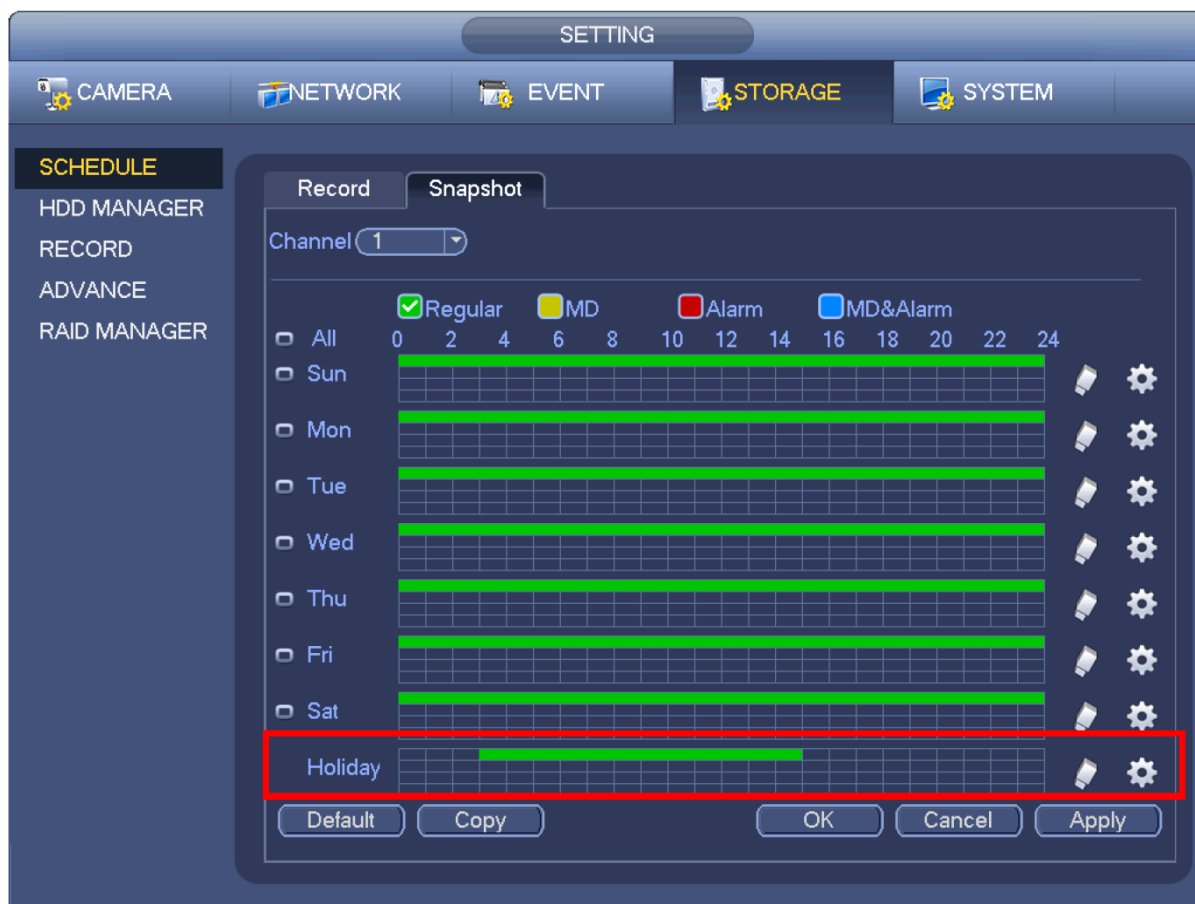 SETTING
CAMERA NETWORK EVENT STORAGE SYSTEM
SCHEDULE
HDD MANAGER
RECORD
ADVANCE
RAID MANAGER
Record Snapshot
Channel 1
Regular MD Alarm MD&Alarm
All 0 2 4 6 8 10 12 14 16 18 20 22 24
Sun
Mon
Tue
Wed
Thu
Fri
Sat
Holiday
Default Copy OK Cancel Apply